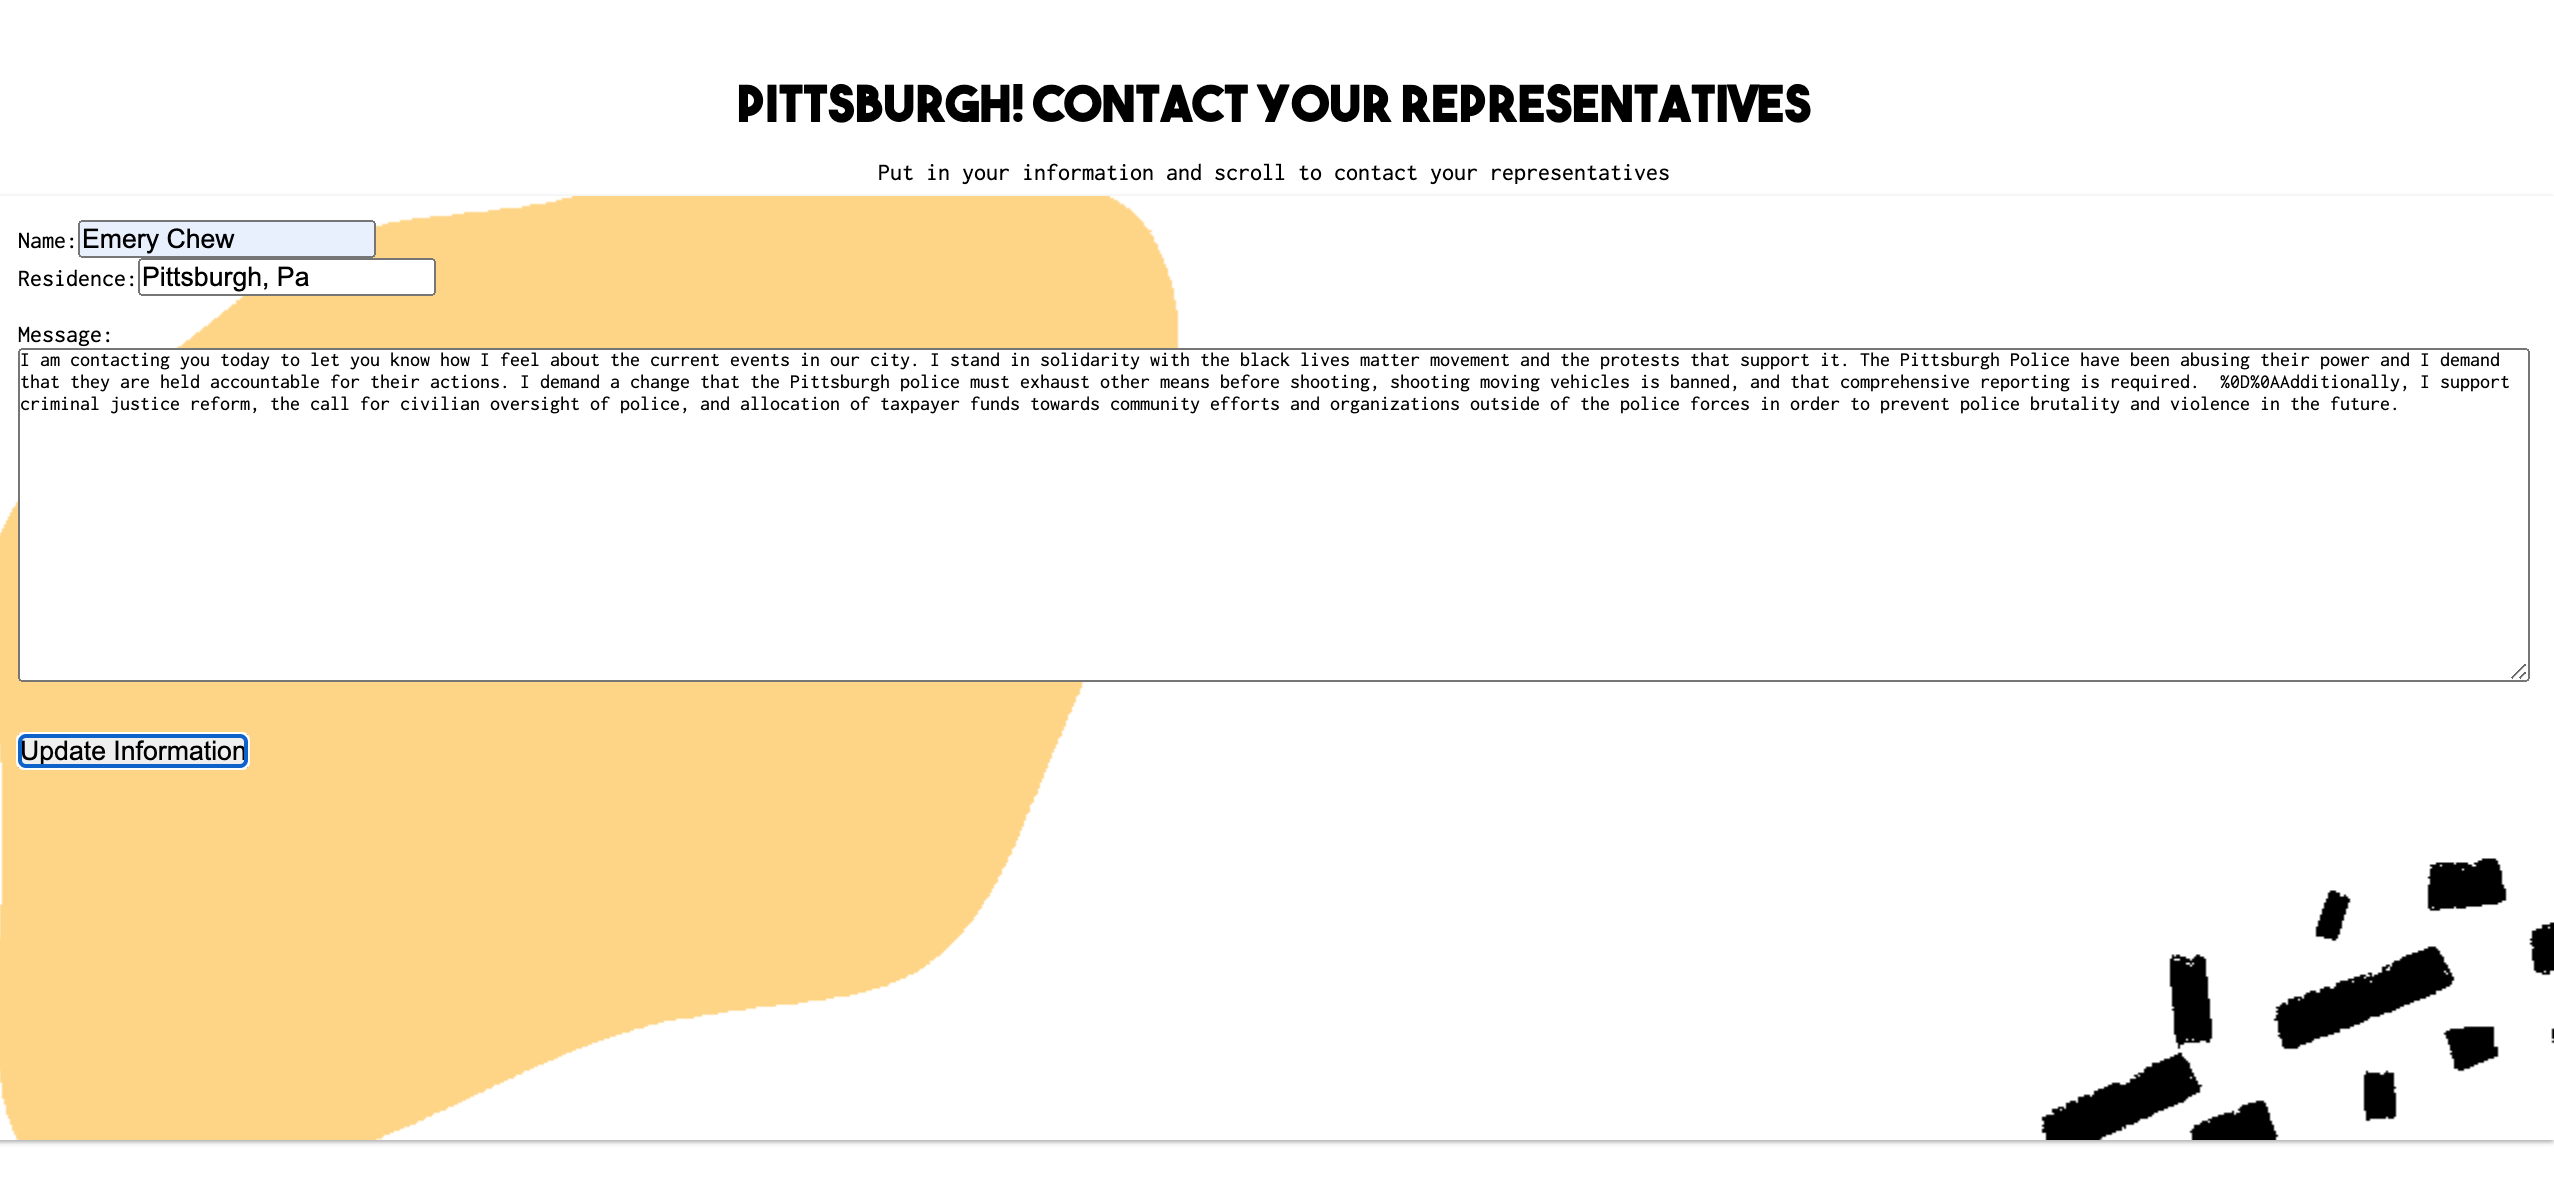 PITTSBURGH! CONTACT YOUR REPRESENTATIVES
Put in your information and scroll to contact your representatives
Name: Emery Chew
Residence: Pittsburgh, Pa
Message:
I am contacting you today to let you know how I feel about the current events in our city. I stand in solidarity with the black lives matter movement and the protests that support it. The Pittsburgh Police have been abusing their power and I demand
that they are held accountable for their actions. I demand a change that the Pittsburgh police must exhaust other means before shooting, shooting moving vehicles is banned, and that comprehensive reporting is required.  %0D%0AAdditionally, I support
criminal justice reform, the call for civilian oversight of police, and allocation of taxpayer funds towards community efforts and organizations outside of the police forces in order to prevent police brutality and violence in the future.
Update Information